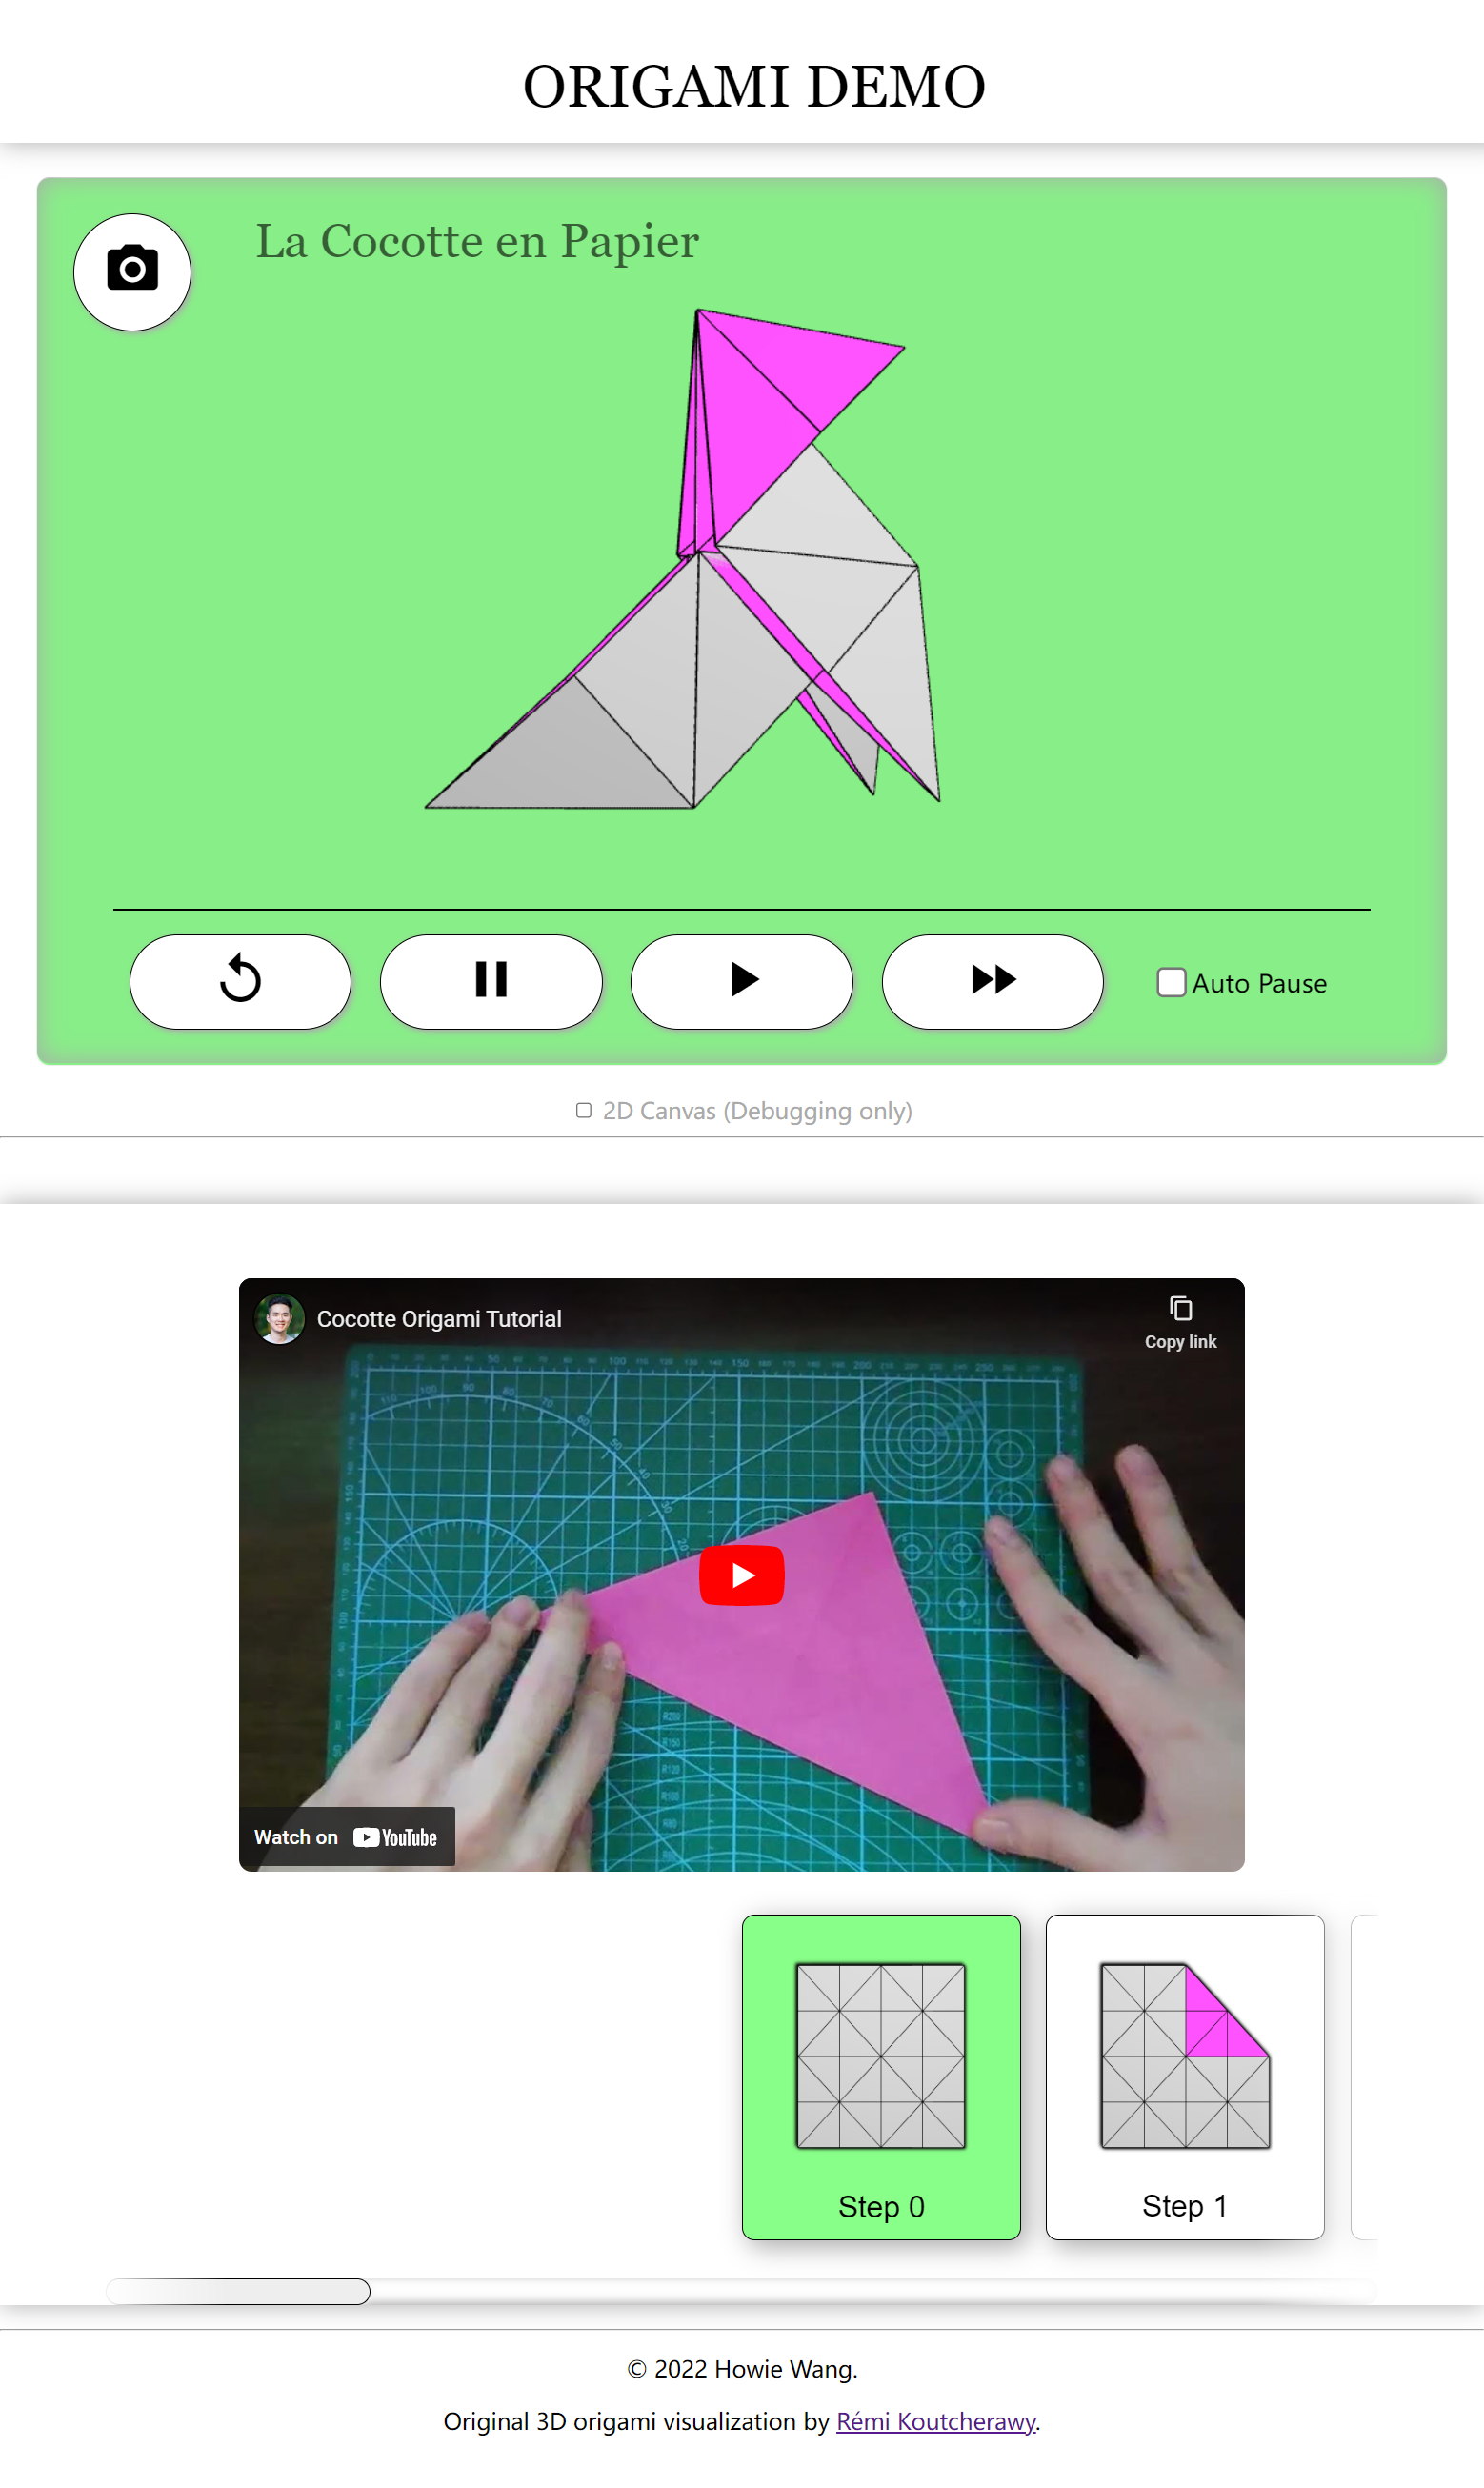 ORIGAMI DEMO
La Cocotte en Papier
Auto Pause
2D Canvas (Debugging only)
Cocotte Origami Tutorial
Copy link
Watch on YouTube
Step 0
Step 1
© 2022 Howie Wang.
Original 3D origami visualization by Rémi Koutcherawy.